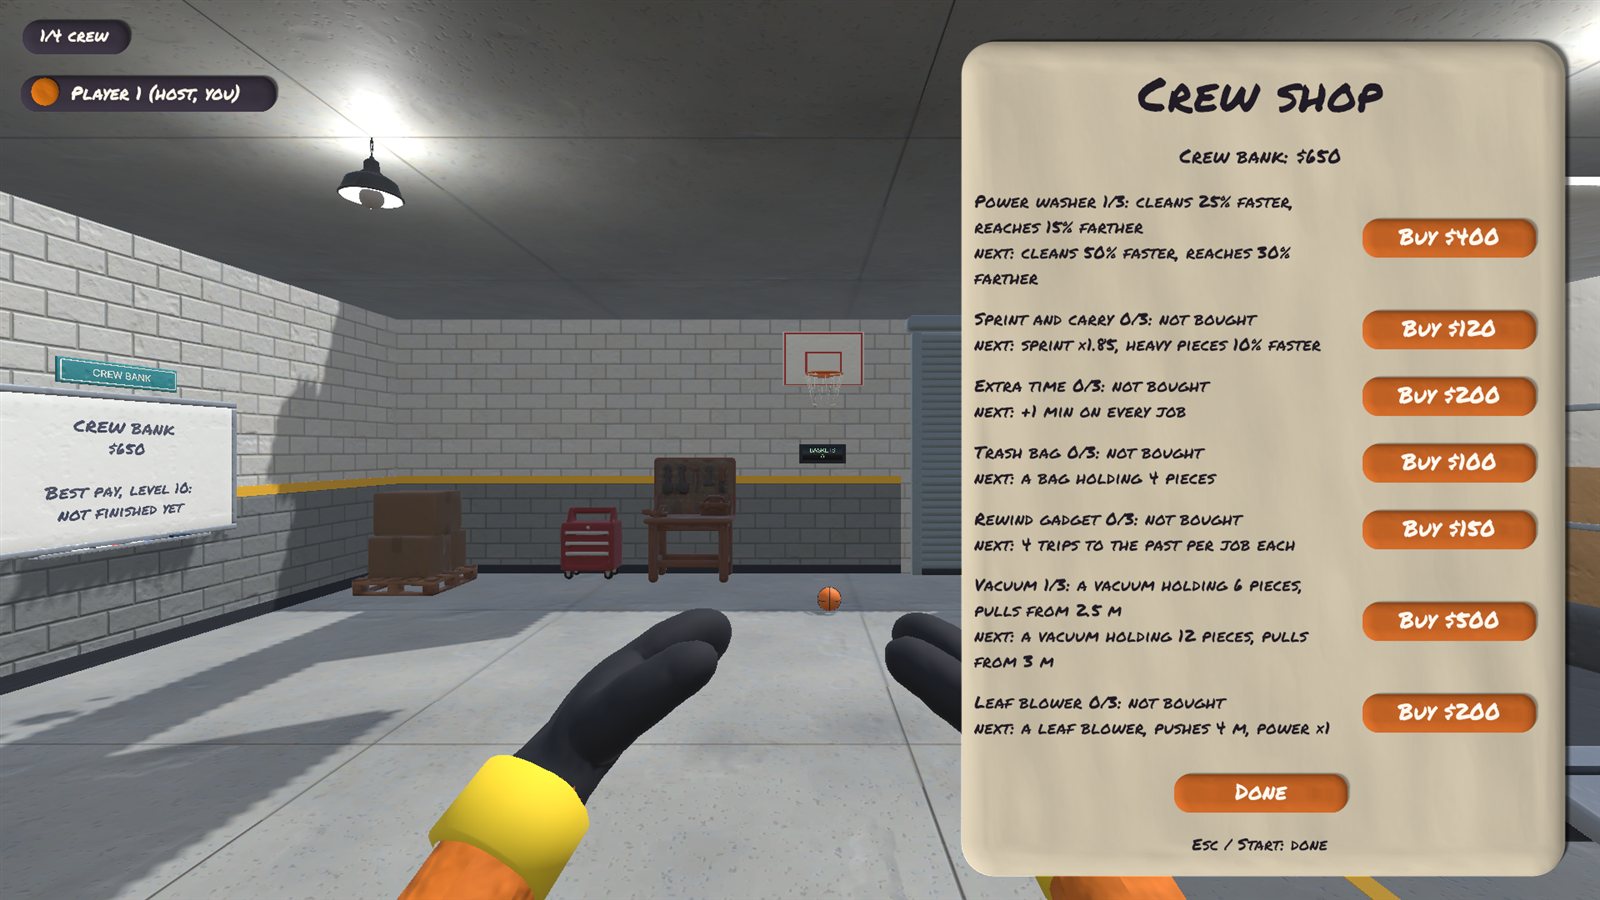 1/4 crew
Player 1 (host, you)
CREW BANK
Crew bank
$650
Best pay, level 10:
not finished yet
BASKETS
Crew shop
Crew bank: $650
Power washer 1/3: cleans 25% faster,
reaches 15% farther
next: cleans 50% faster, reaches 30%
farther
Buy $400
Sprint and carry 0/3: not bought
next: sprint x1.85, heavy pieces 10% faster
Buy $120
Extra time 0/3: not bought
next: +1 min on every job
Buy $200
Trash bag 0/3: not bought
next: a bag holding 4 pieces
Buy $100
Rewind gadget 0/3: not bought
next: 4 trips to the past per job each
Buy $150
Vacuum 1/3: a vacuum holding 6 pieces,
pulls from 2.5 m
next: a vacuum holding 12 pieces, pulls
from 3 m
Buy $500
Leaf blower 0/3: not bought
next: a leaf blower, pushes 4 m, power x1
Buy $200
Done
Esc / Start: done